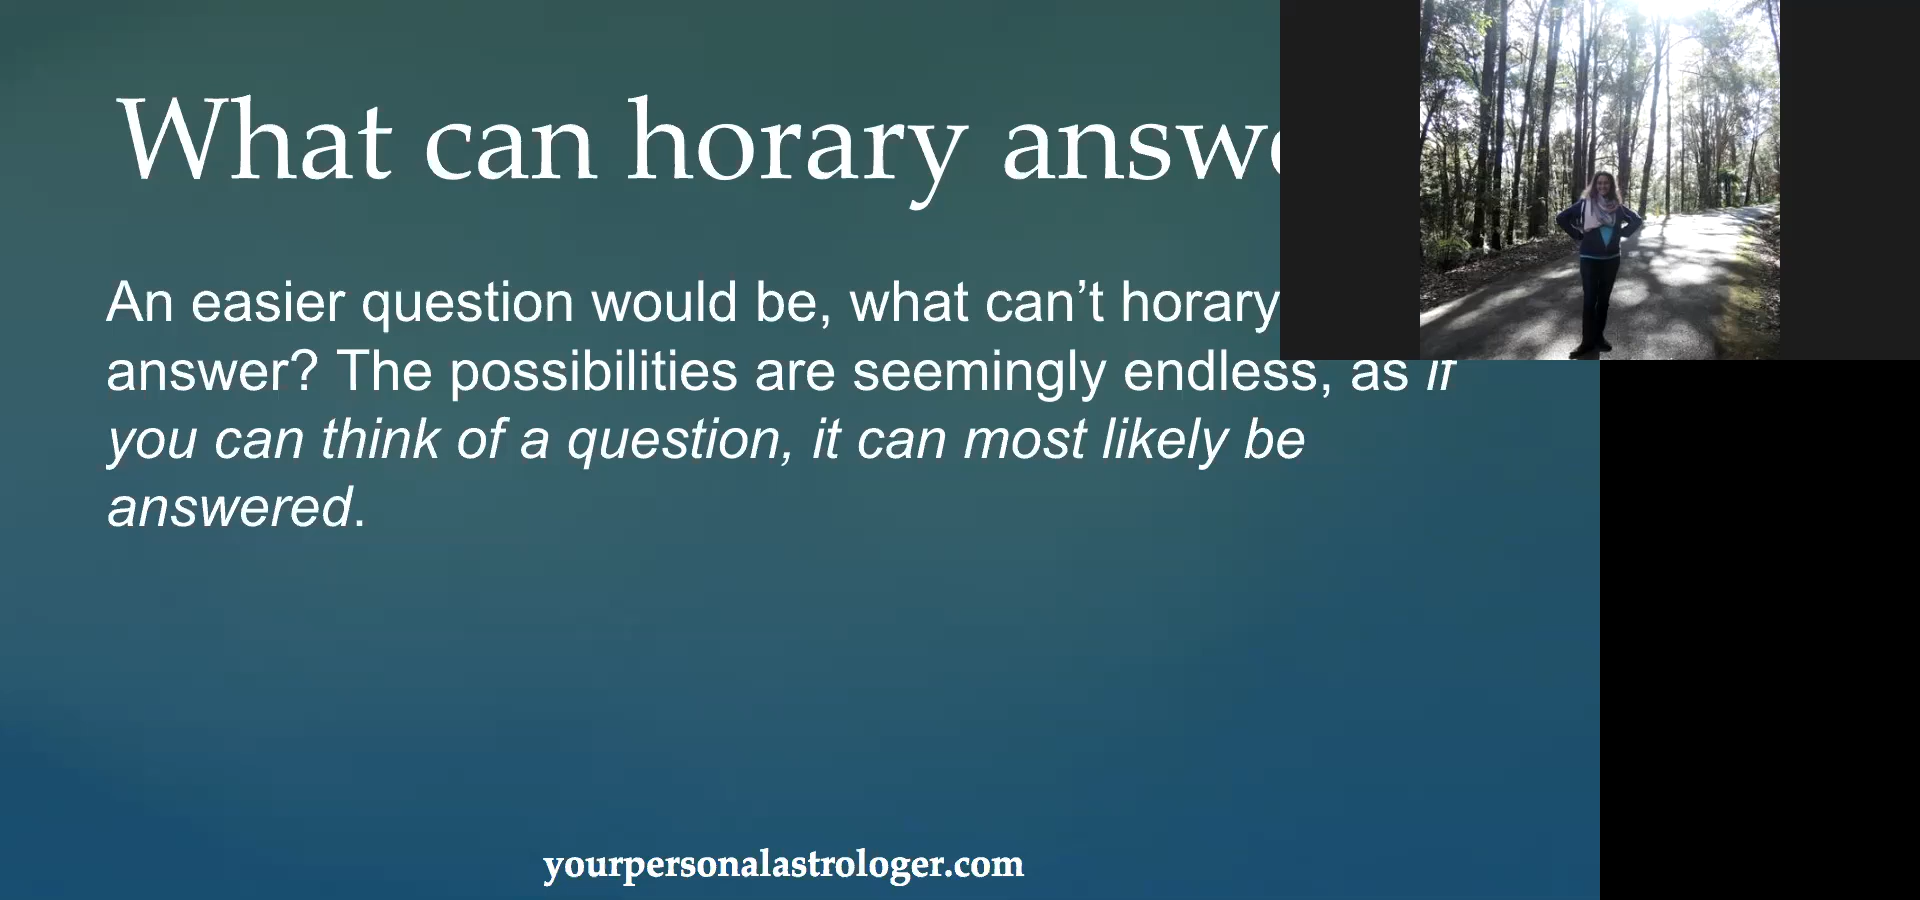 What can horary
An easier question would be, what can’t horary
answer? The possibilities are seemingly endless, as if
you can think of a question, it can most likely be
answered.
yourpersonalastrologer.com